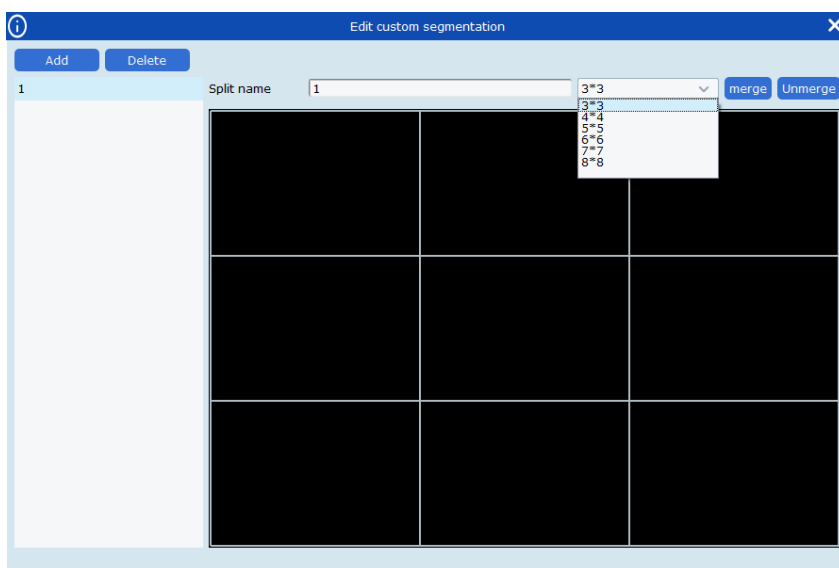 Edit custom segmentation
Add Delete
1
Split name 1 3*3 merge Unmerge
3*3
4*4
5*5
6*6
7*7
8*8